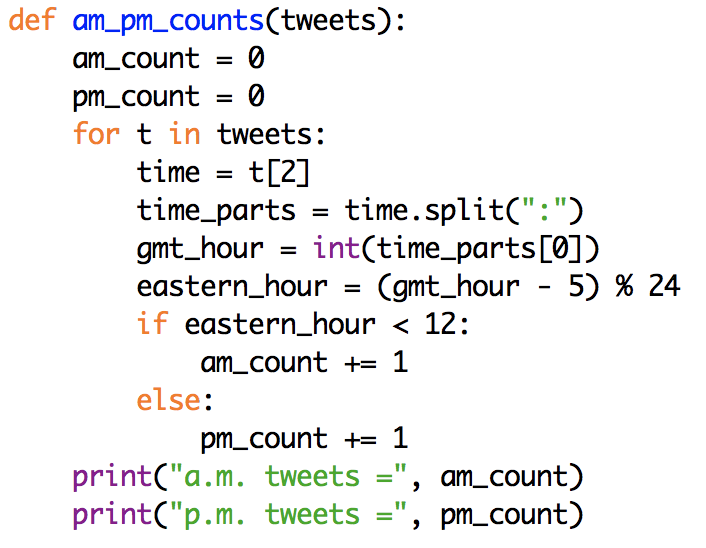 def am_pm_counts(tweets):
    am_count = 0
    pm_count = 0
    for t in tweets:
        time = t[2]
        time_parts = time.split(":")
        gmt_hour = int(time_parts[0])
        eastern_hour = (gmt_hour - 5) % 24
        if eastern_hour < 12:
            am_count += 1
        else:
            pm_count += 1
    print("a.m. tweets =", am_count)
    print("p.m. tweets =", pm_count)